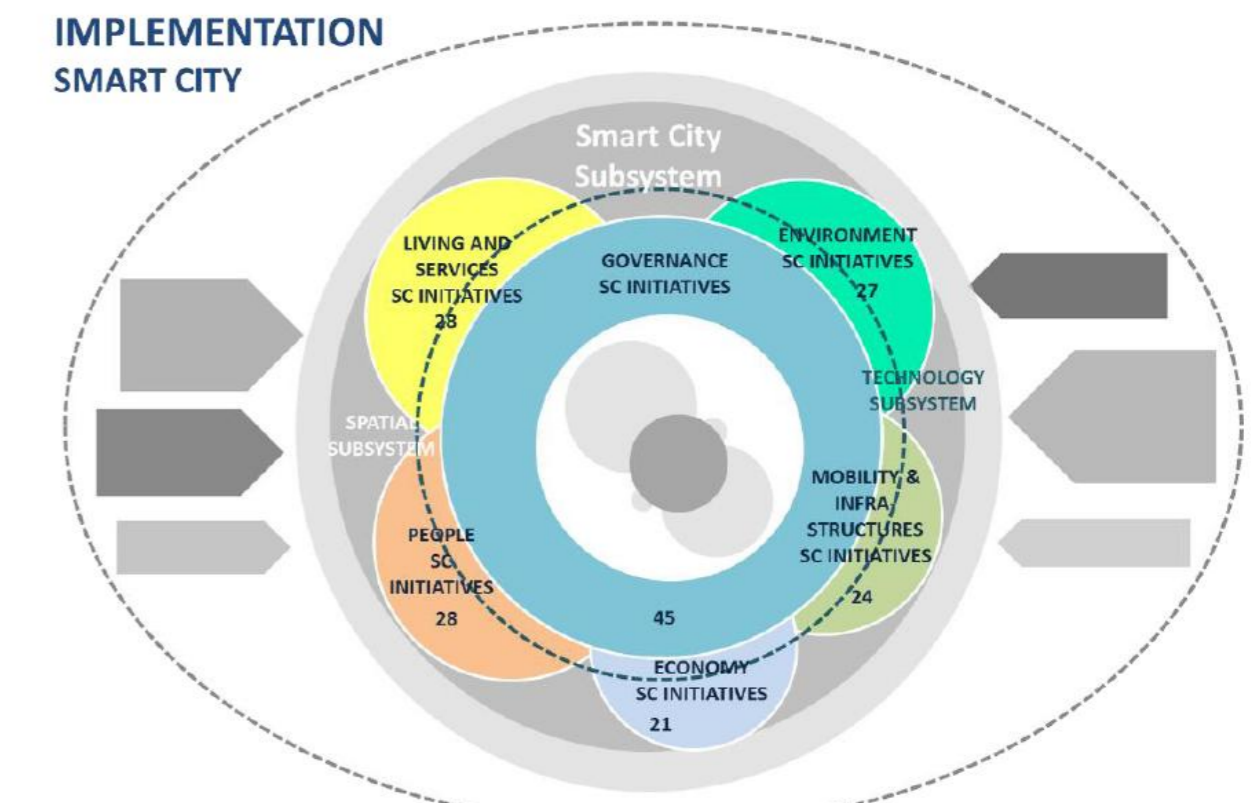 IMPLEMENTATION
SMART CITY
Smart City
Subsystem
LIVING AND
SERVICES
SC INITIATIVES
28
GOVERNANCE
SC INITIATIVES
ENVIRONMENT
SC INITIATIVES
27
TECHNOLOGY
SUBSYSTEM
SPATIAL
SUBSYSTEM
MOBILITY &
INFRA
STRUCTURES
SC INITIATIVES
24
PEOPLE
SC
INITIATIVES
28
45
ECONOMY
SC INITIATIVES
21